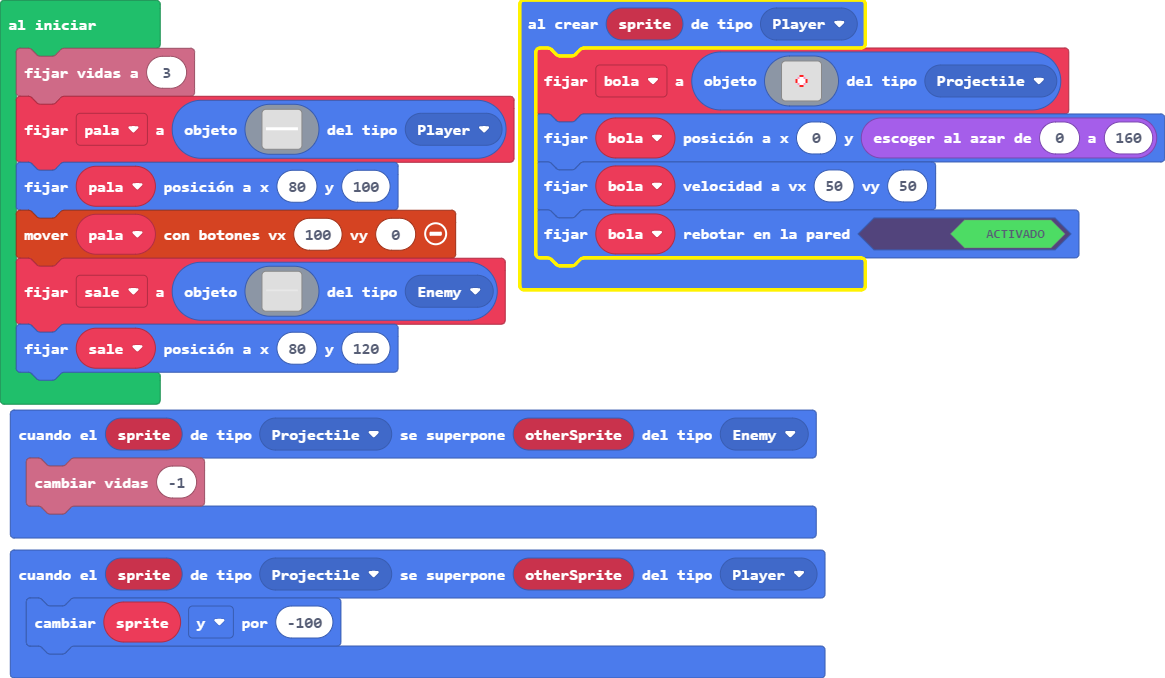 al iniciar
fijar vidas a 3
fijar pala a objeto del tipo Player
fijar pala posición a x 80 y 100
mover pala con botones vx 100 vy 0
fijar sale a objeto del tipo Enemy
fijar sale posición a x 80 y 120
al crear sprite de tipo Player
fijar bola a objeto del tipo Projectile
fijar bola posición a x 0 y escoger al azar de 0 a 160
fijar bola velocidad a vx 50 vy 50
fijar bola rebotar en la pared ACTIVADO
cuando el sprite de tipo Projectile se superpone otherSprite del tipo Enemy
cambiar vidas -1
cuando el sprite de tipo Projectile se superpone otherSprite del tipo Player
cambiar sprite y por -100